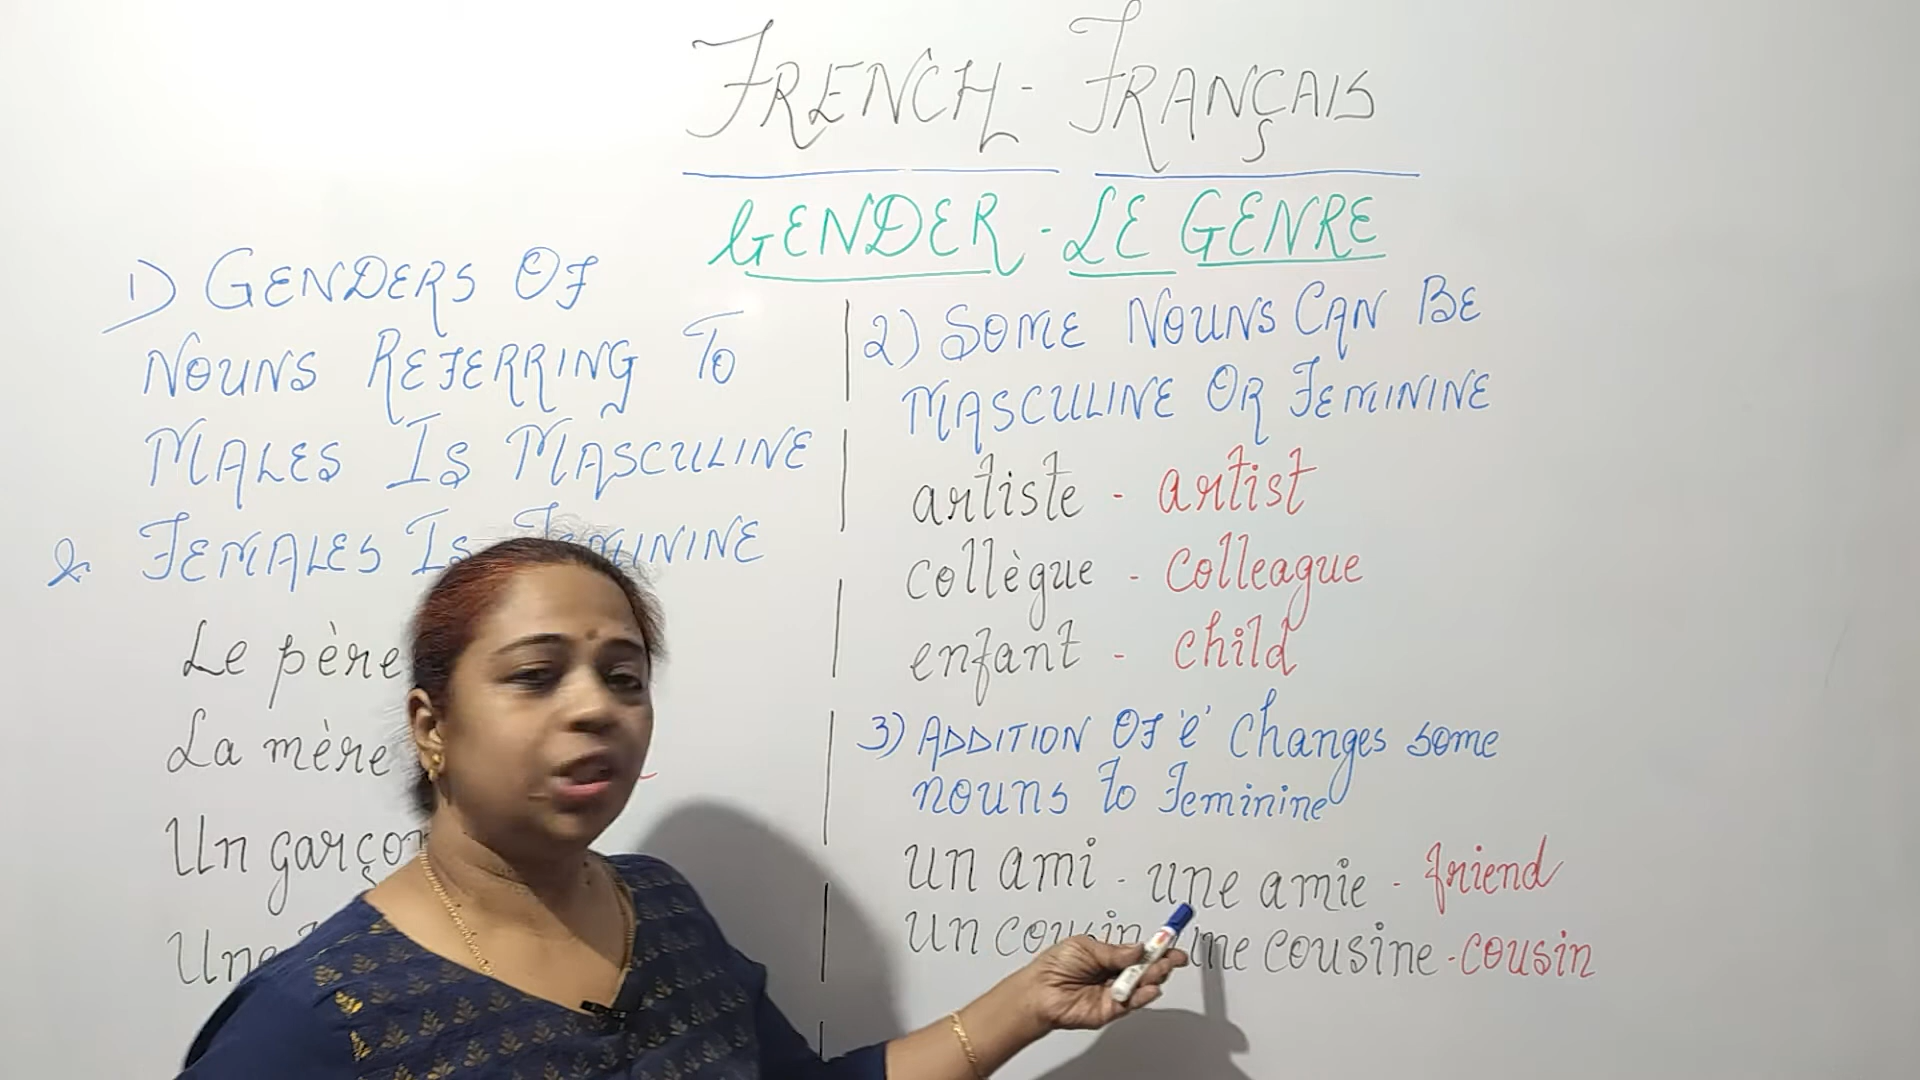 FRENCH - FRANÇAIS
GENDER - LE GENRE
1) GENDERS OF
NOUNS REFERRING TO
MALES IS MASCULINE
& FEMALES IS FEMININE
Le père
La mère
Un garçon
Une
2) SOME NOUNS CAN BE
MASCULINE OR FEMININE
artiste - artist
collègue - colleague
enfant - child
3) ADDITION OF 'e' changes some
nouns to feminine
un ami - une amie - friend
un cousin une cousine - cousin